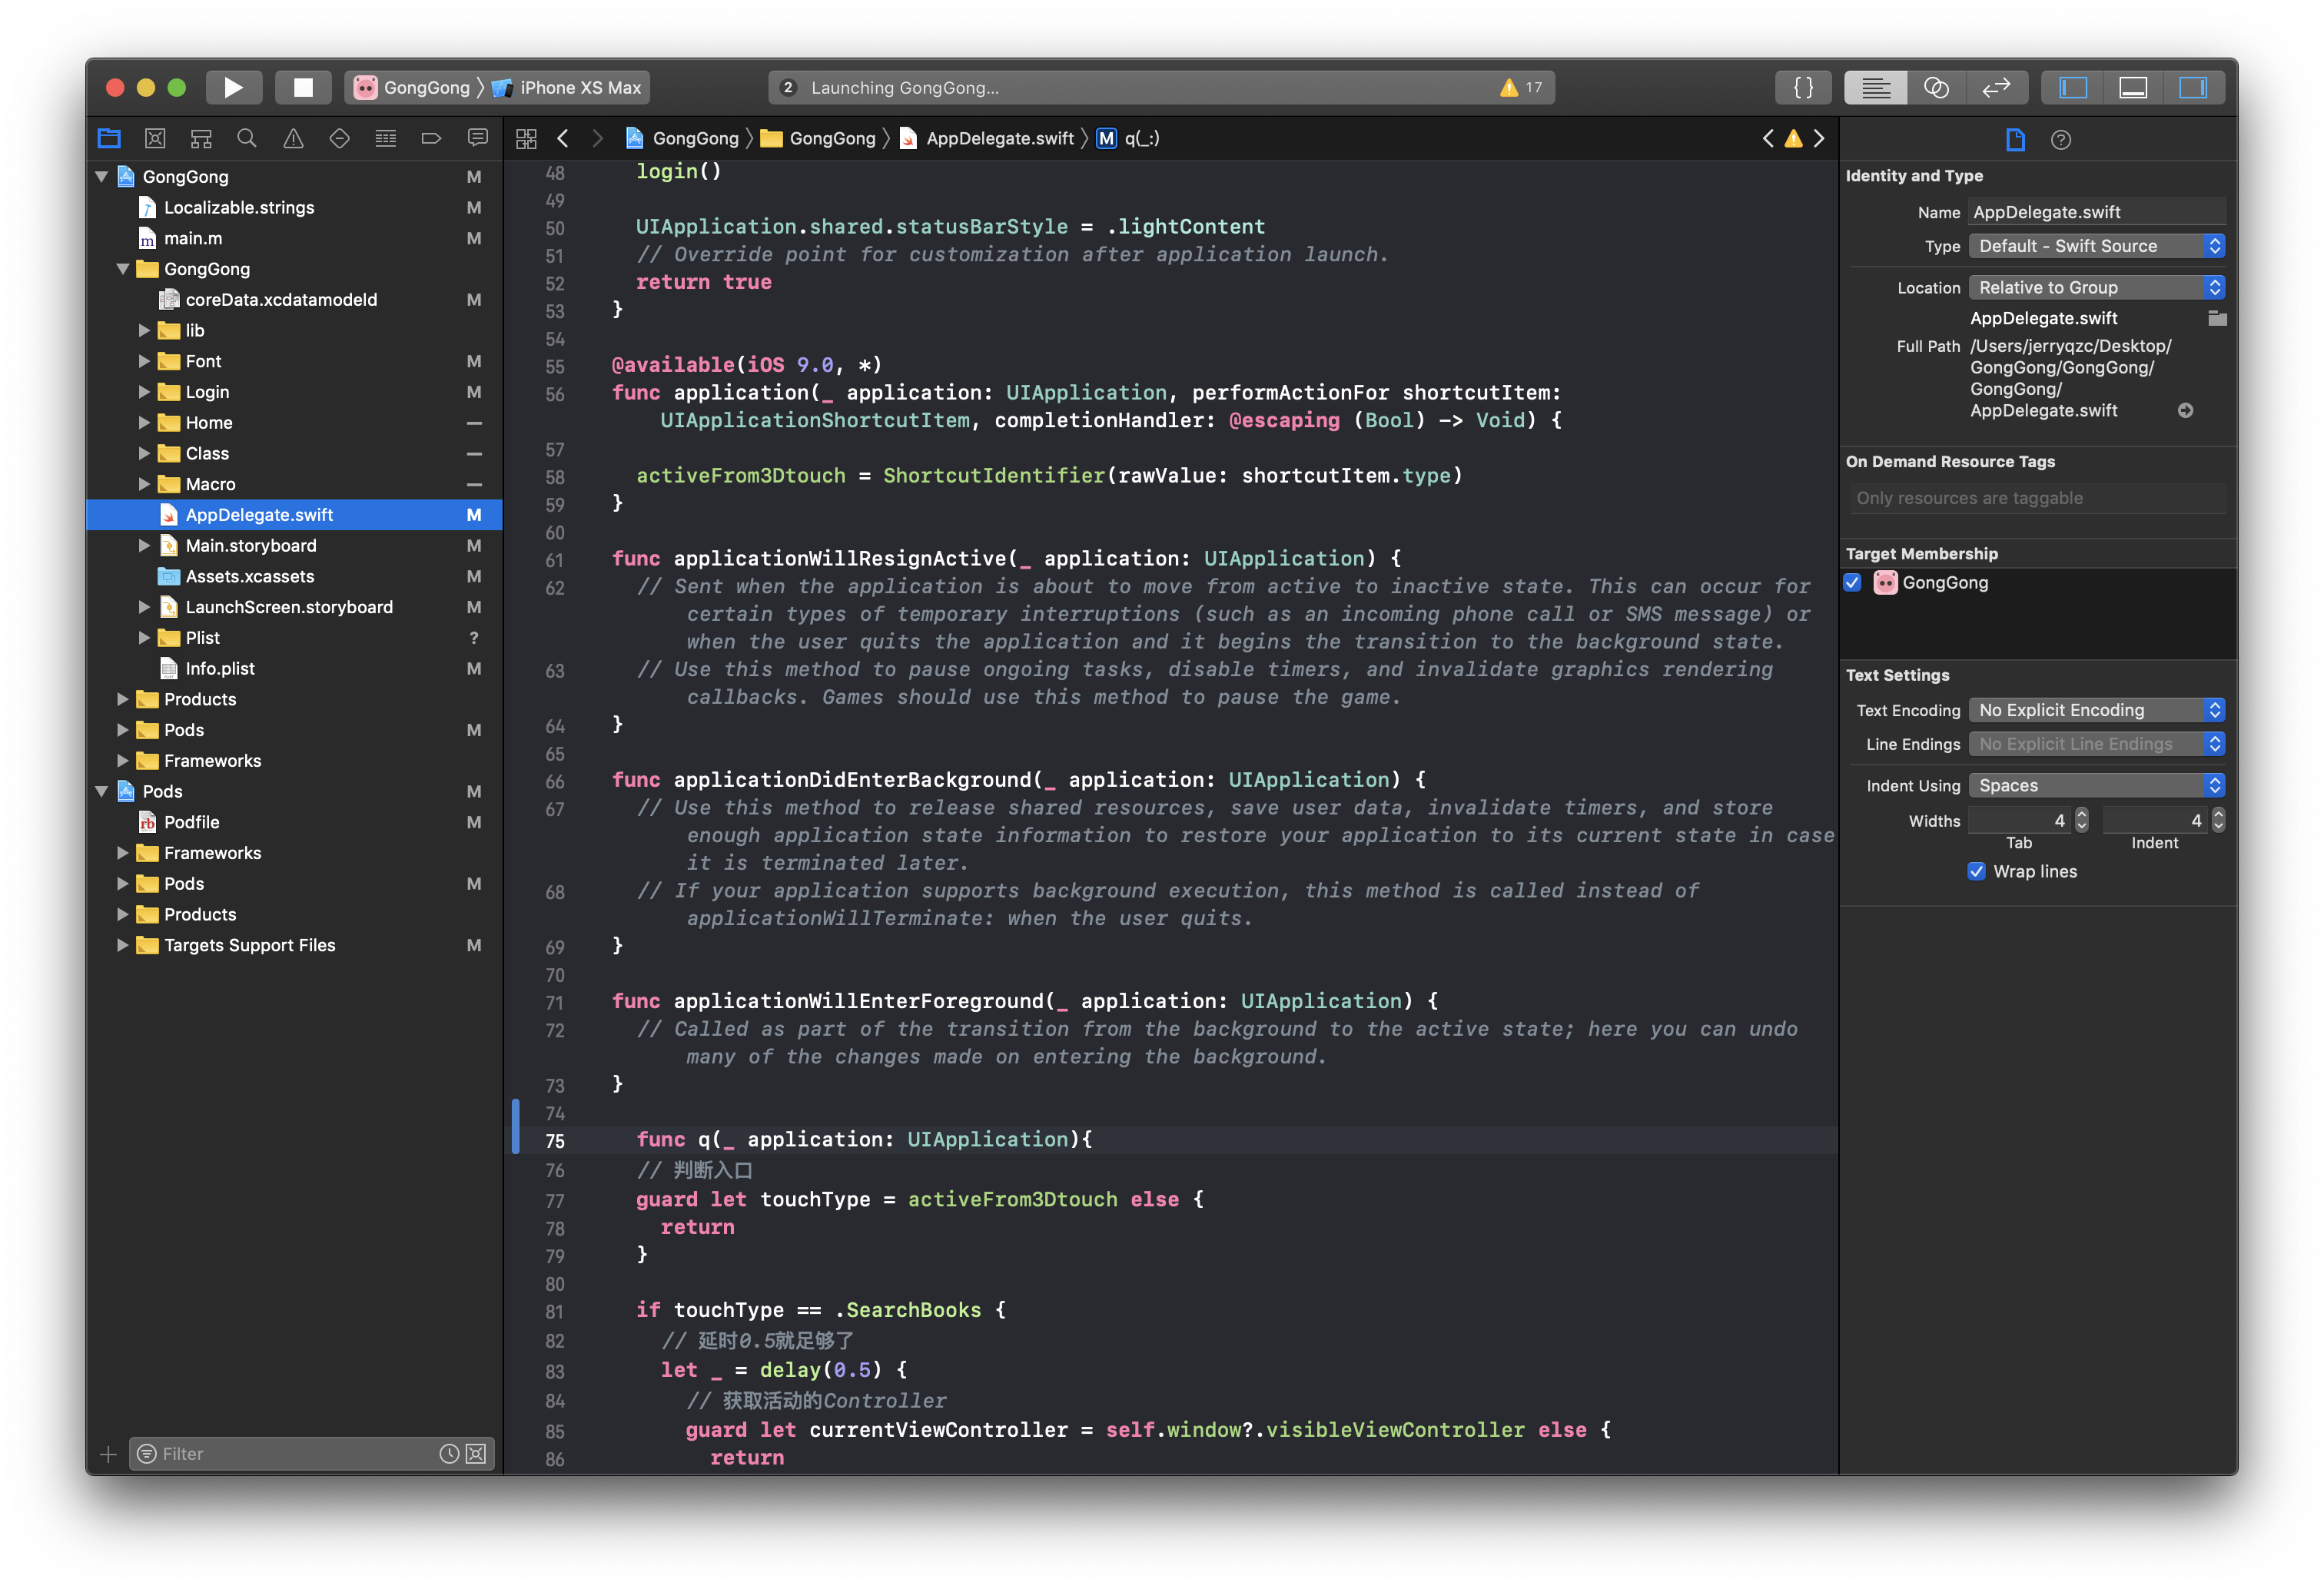 GongGong 〉 iPhone XS Max
2 Launching GongGong... 17
{ }
GongGong M
Localizable.strings M
main.m M
GongGong
coreData.xcdatamodeld M
lib
Font M
Login M
Home —
Class —
Macro —
AppDelegate.swift M
Main.storyboard M
Assets.xcassets M
LaunchScreen.storyboard M
Plist ?
Info.plist M
Products
Pods M
Frameworks
Pods M
Podfile M
Frameworks
Pods M
Products
Targets Support Files M
Filter
GongGong 〉 GongGong 〉 AppDelegate.swift 〉 M q(_:)
48 login()
49
50 UIApplication.shared.statusBarStyle = .lightContent
51 // Override point for customization after application launch.
52 return true
53 }
54
55 @available(iOS 9.0, *)
56 func application(_ application: UIApplication, performActionFor shortcutItem:
UIApplicationShortcutItem, completionHandler: @escaping (Bool) -> Void) {
57
58 activeFrom3Dtouch = ShortcutIdentifier(rawValue: shortcutItem.type)
59 }
60
61 func applicationWillResignActive(_ application: UIApplication) {
62 // Sent when the application is about to move from active to inactive state. This can occur for
certain types of temporary interruptions (such as an incoming phone call or SMS message) or
when the user quits the application and it begins the transition to the background state.
63 // Use this method to pause ongoing tasks, disable timers, and invalidate graphics rendering
callbacks. Games should use this method to pause the game.
64 }
65
66 func applicationDidEnterBackground(_ application: UIApplication) {
67 // Use this method to release shared resources, save user data, invalidate timers, and store
enough application state information to restore your application to its current state in case
it is terminated later.
68 // If your application supports background execution, this method is called instead of
applicationWillTerminate: when the user quits.
69 }
70
71 func applicationWillEnterForeground(_ application: UIApplication) {
72 // Called as part of the transition from the background to the active state; here you can undo
many of the changes made on entering the background.
73 }
74
75 func q(_ application: UIApplication){
76 // 判断入口
77 guard let touchType = activeFrom3Dtouch else {
78 return
79 }
80
81 if touchType == .SearchBooks {
82 // 延时0.5就足够了
83 let _ = delay(0.5) {
84 // 获取活动的Controller
85 guard let currentViewController = self.window?.visibleViewController else {
86 return
Identity and Type
Name AppDelegate.swift
Type Default - Swift Source
Location Relative to Group
AppDelegate.swift
Full Path /Users/jerryqzc/Desktop/
GongGong/GongGong/
GongGong/
AppDelegate.swift
On Demand Resource Tags
Only resources are taggable
Target Membership
GongGong
Text Settings
Text Encoding No Explicit Encoding
Line Endings No Explicit Line Endings
Indent Using Spaces
Widths 4 4
Tab Indent
Wrap lines